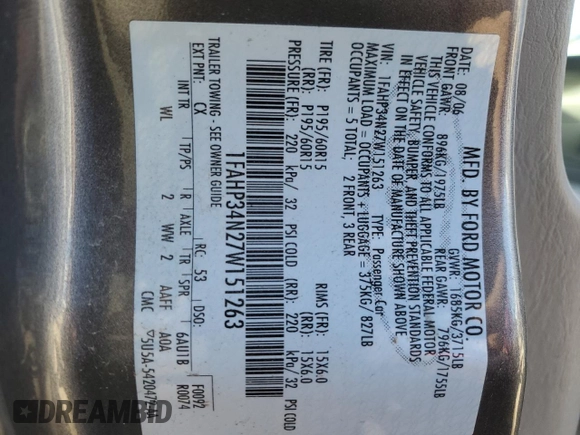 MFD. BY FORD MOTOR CO.
DATE: 08/06 GVWR: 1685KG/3715LB
FRONT GAWR: 896KG/1975LB REAR GAWR: 796KG/1755LB
THIS VEHICLE CONFORMS TO ALL APPLICABLE FEDERAL MOTOR
VEHICLE SAFETY, BUMPER, AND THEFT PREVENTION STANDARDS
IN EFFECT ON THE DATE OF MANUFACTURE SHOWN ABOVE.
VIN: 1FAHP34N27W151263 TYPE: Passenger Car
MAXIMUM LOAD = OCCUPANTS + LUGGAGE = 375KG/827LB
OCCUPANTS = 5 TOTAL; 2 FRONT, 3 REAR
TIRE (FR): P195/60R15 RIMS (FR): 15X6.0
(RR): P195/60R15 (RR): 15X6.0
PRESSURE (FR): 220 kPa/ 32 PSI COLD (RR): 220 kPa/ 32 PSI COLD
1FAHP34N27W151263
TRAILER TOWING - SEE OWNER GUIDE
EXT PNT: CX RC: 53 DSO: F0092
R0074
WB INTTR TP/PS R AXLE TR SPR
WL 2 WW 2 AAFF A0A 6AU1B
CMC
DREAMBID